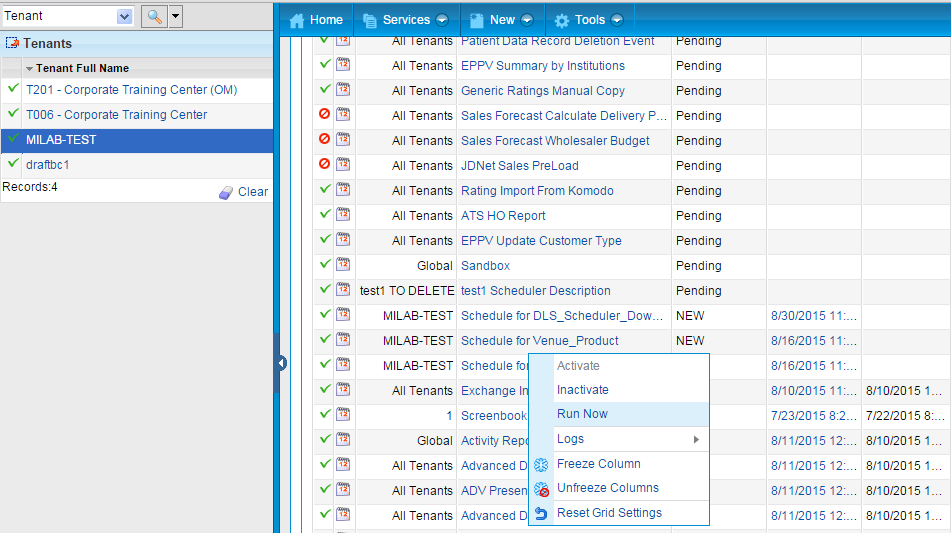 Tenant
Home Services New Tools
Tenants
Tenant Full Name
T201 - Corporate Training Center (OM)
T006 - Corporate Training Center
MILAB-TEST
draftbc1
Records:4
Clear
All Tenants Patient Data Record Deletion Event Pending
All Tenants EPPV Summary by Institutions Pending
All Tenants Generic Ratings Manual Copy Pending
All Tenants Sales Forecast Calculate Delivery P... Pending
All Tenants Sales Forecast Wholesaler Budget Pending
All Tenants JDNet Sales PreLoad Pending
All Tenants Rating Import From Komodo Pending
All Tenants ATS HO Report Pending
All Tenants EPPV Update Customer Type Pending
Global Sandbox Pending
test1 TO DELETE test1 Scheduler Description Pending
MILAB-TEST Schedule for DLS_Scheduler_Dow... NEW 8/30/2015 11:...
MILAB-TEST Schedule for Venue_Product NEW 8/16/2015 11:...
MILAB-TEST Schedule for 8/16/2015 11:...
All Tenants Exchange In 8/10/2015 11:... 8/10/2015 1...
1 Screenbook 7/23/2015 8:2... 7/22/2015 8:...
Global Activity Repo 8/11/2015 12:... 8/10/2015 1...
All Tenants Advanced D 8/11/2015 12:... 8/10/2015 1...
All Tenants ADV Presen 8/11/2015 12:... 8/10/2015 1...
All Tenants Advanced D 8/11/2015 12:... 8/10/2015 1...
Activate
Inactivate
Run Now
Logs
Freeze Column
Unfreeze Columns
Reset Grid Settings